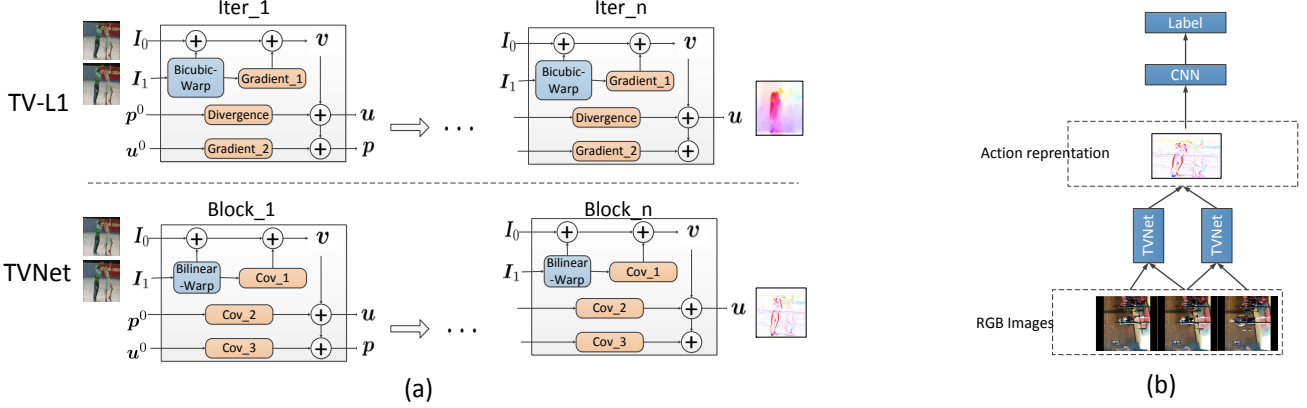 Iter_1
Iter_n
I₀
v
I₀
v
I₁
Bicubic-
Warp
Gradient_1
I₁
Bicubic-
Warp
Gradient_1
TV-L1
p⁰
Divergence
u
. . .
Divergence
u
u⁰
Gradient_2
p
Gradient_2
Block_1
Block_n
I₀
v
I₀
v
TVNet
I₁
Bilinear
-Warp
Cov_1
I₁
Bilinear
-Warp
Cov_1
p⁰
Cov_2
u
. . .
Cov_2
u
u⁰
Cov_3
p
Cov_3
(a)
Label
CNN
Action reprentation
TVNet
TVNet
RGB Images
(b)